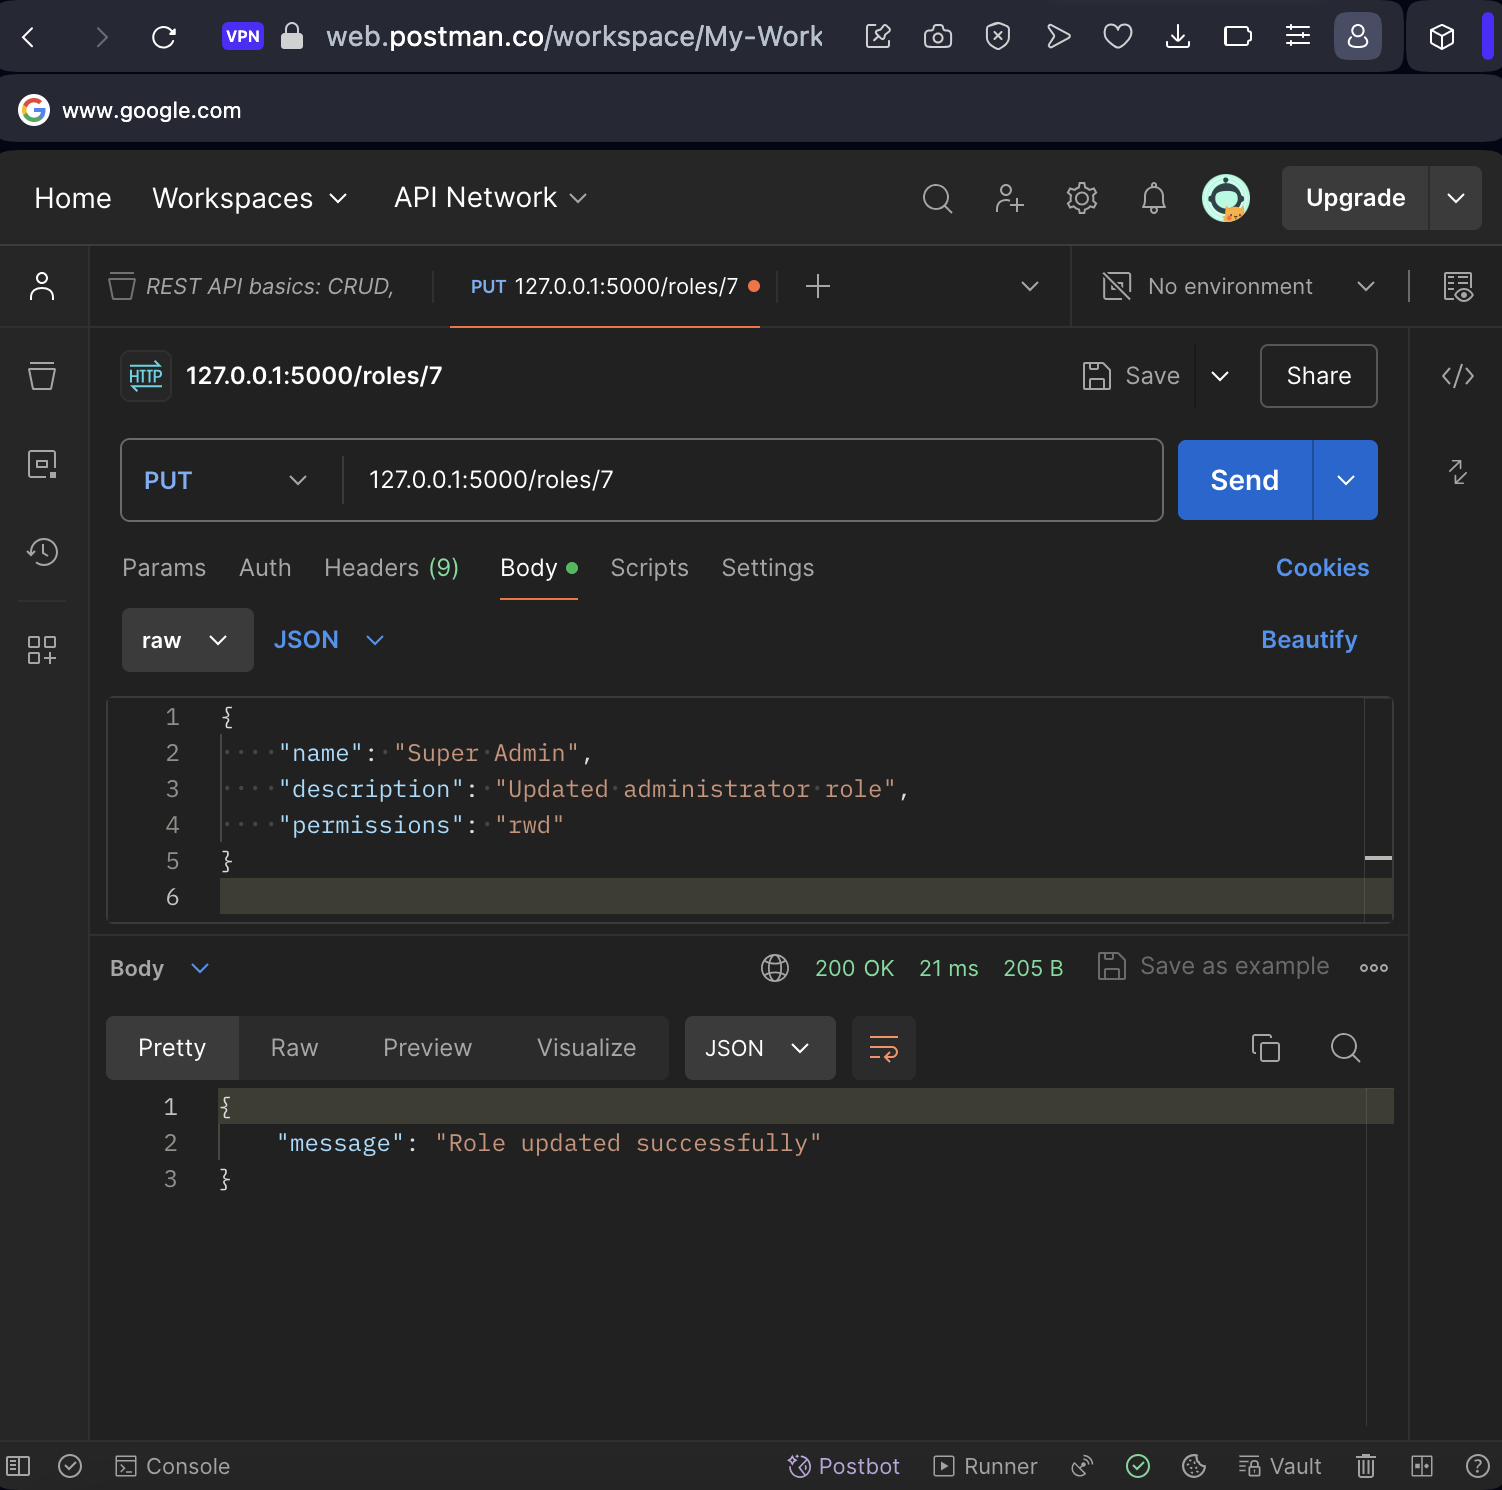 VPN web.postman.co/workspace/My-Work
www.google.com
Home Workspaces API Network Upgrade
REST API basics: CRUD, PUT 127.0.0.1:5000/roles/7 No environment
HTTP 127.0.0.1:5000/roles/7 Save Share
PUT 127.0.0.1:5000/roles/7 Send
Params Auth Headers (9) Body Scripts Settings Cookies
raw JSON Beautify
1 {
2 "name": "Super Admin",
3 "description": "Updated administrator role",
4 "permissions": "rwd"
5 }
6
Body 200 OK 21 ms 205 B Save as example
Pretty Raw Preview Visualize JSON
1 {
2 "message": "Role updated successfully"
3 }
Console Postbot Runner Vault